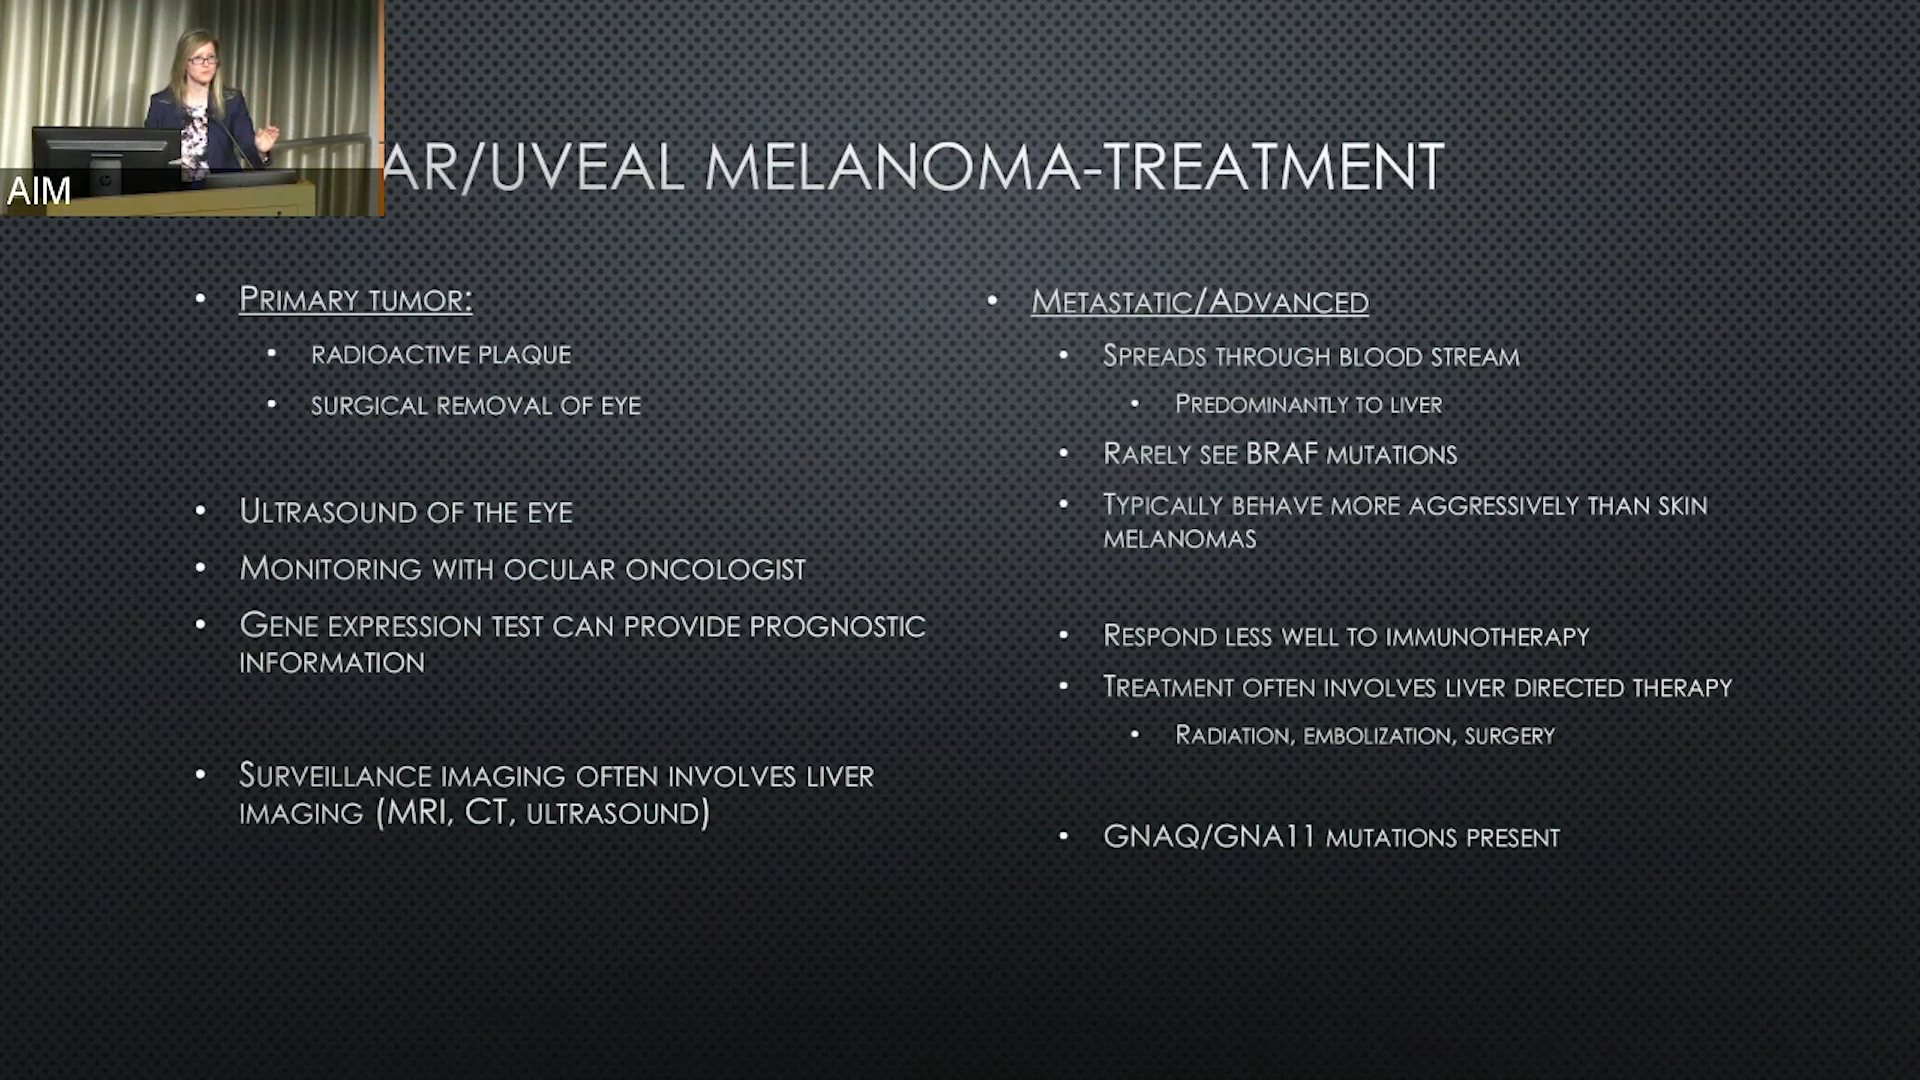 AIM
AR/UVEAL MELANOMA-TREATMENT
• PRIMARY TUMOR:
• RADIOACTIVE PLAQUE
• SURGICAL REMOVAL OF EYE
• ULTRASOUND OF THE EYE
• MONITORING WITH OCULAR ONCOLOGIST
• GENE EXPRESSION TEST CAN PROVIDE PROGNOSTIC
INFORMATION
• SURVEILLANCE IMAGING OFTEN INVOLVES LIVER
IMAGING (MRI, CT, ULTRASOUND)
• METASTATIC/ADVANCED
• SPREADS THROUGH BLOOD STREAM
• PREDOMINANTLY TO LIVER
• RARELY SEE BRAF MUTATIONS
• TYPICALLY BEHAVE MORE AGGRESSIVELY THAN SKIN
MELANOMAS
• RESPOND LESS WELL TO IMMUNOTHERAPY
• TREATMENT OFTEN INVOLVES LIVER DIRECTED THERAPY
• RADIATION, EMBOLIZATION, SURGERY
• GNAQ/GNA11 MUTATIONS PRESENT